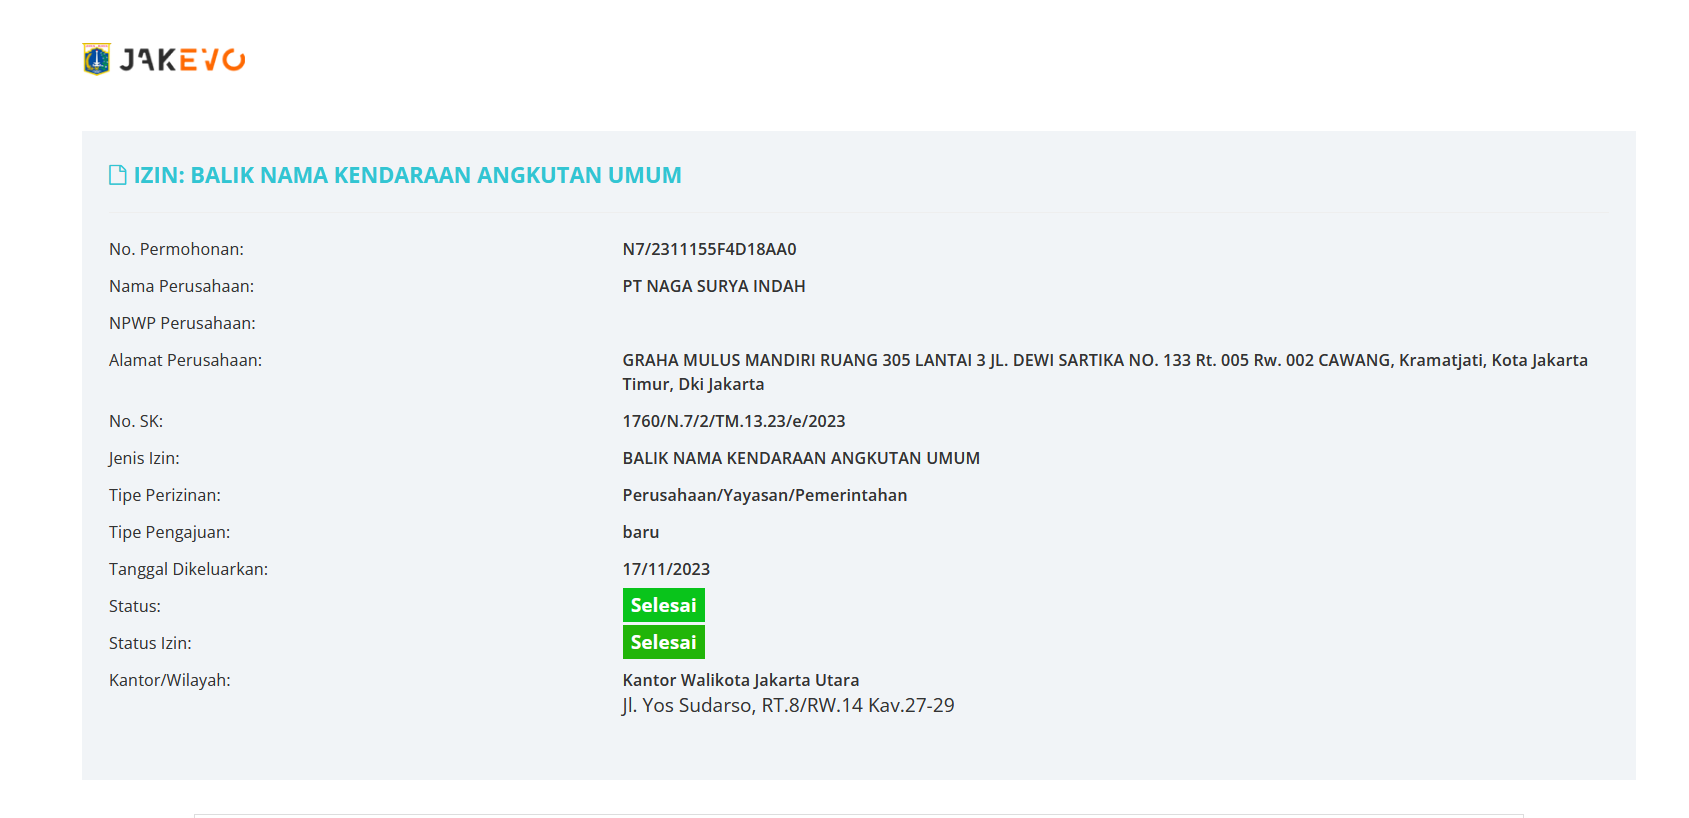 JAKEVO
IZIN: BALIK NAMA KENDARAAN ANGKUTAN UMUM
No. Permohonan: N7/2311155F4D18AA0
Nama Perusahaan: PT NAGA SURYA INDAH
NPWP Perusahaan:
Alamat Perusahaan: GRAHA MULUS MANDIRI RUANG 305 LANTAI 3 JL. DEWI SARTIKA NO. 133 Rt. 005 Rw. 002 CAWANG, Kramatjati, Kota Jakarta
Timur, Dki Jakarta
No. SK: 1760/N.7/2/TM.13.23/e/2023
Jenis Izin: BALIK NAMA KENDARAAN ANGKUTAN UMUM
Tipe Perizinan: Perusahaan/Yayasan/Pemerintahan
Tipe Pengajuan: baru
Tanggal Dikeluarkan: 17/11/2023
Status: Selesai
Status Izin: Selesai
Kantor/Wilayah: Kantor Walikota Jakarta Utara
Jl. Yos Sudarso, RT.8/RW.14 Kav.27-29